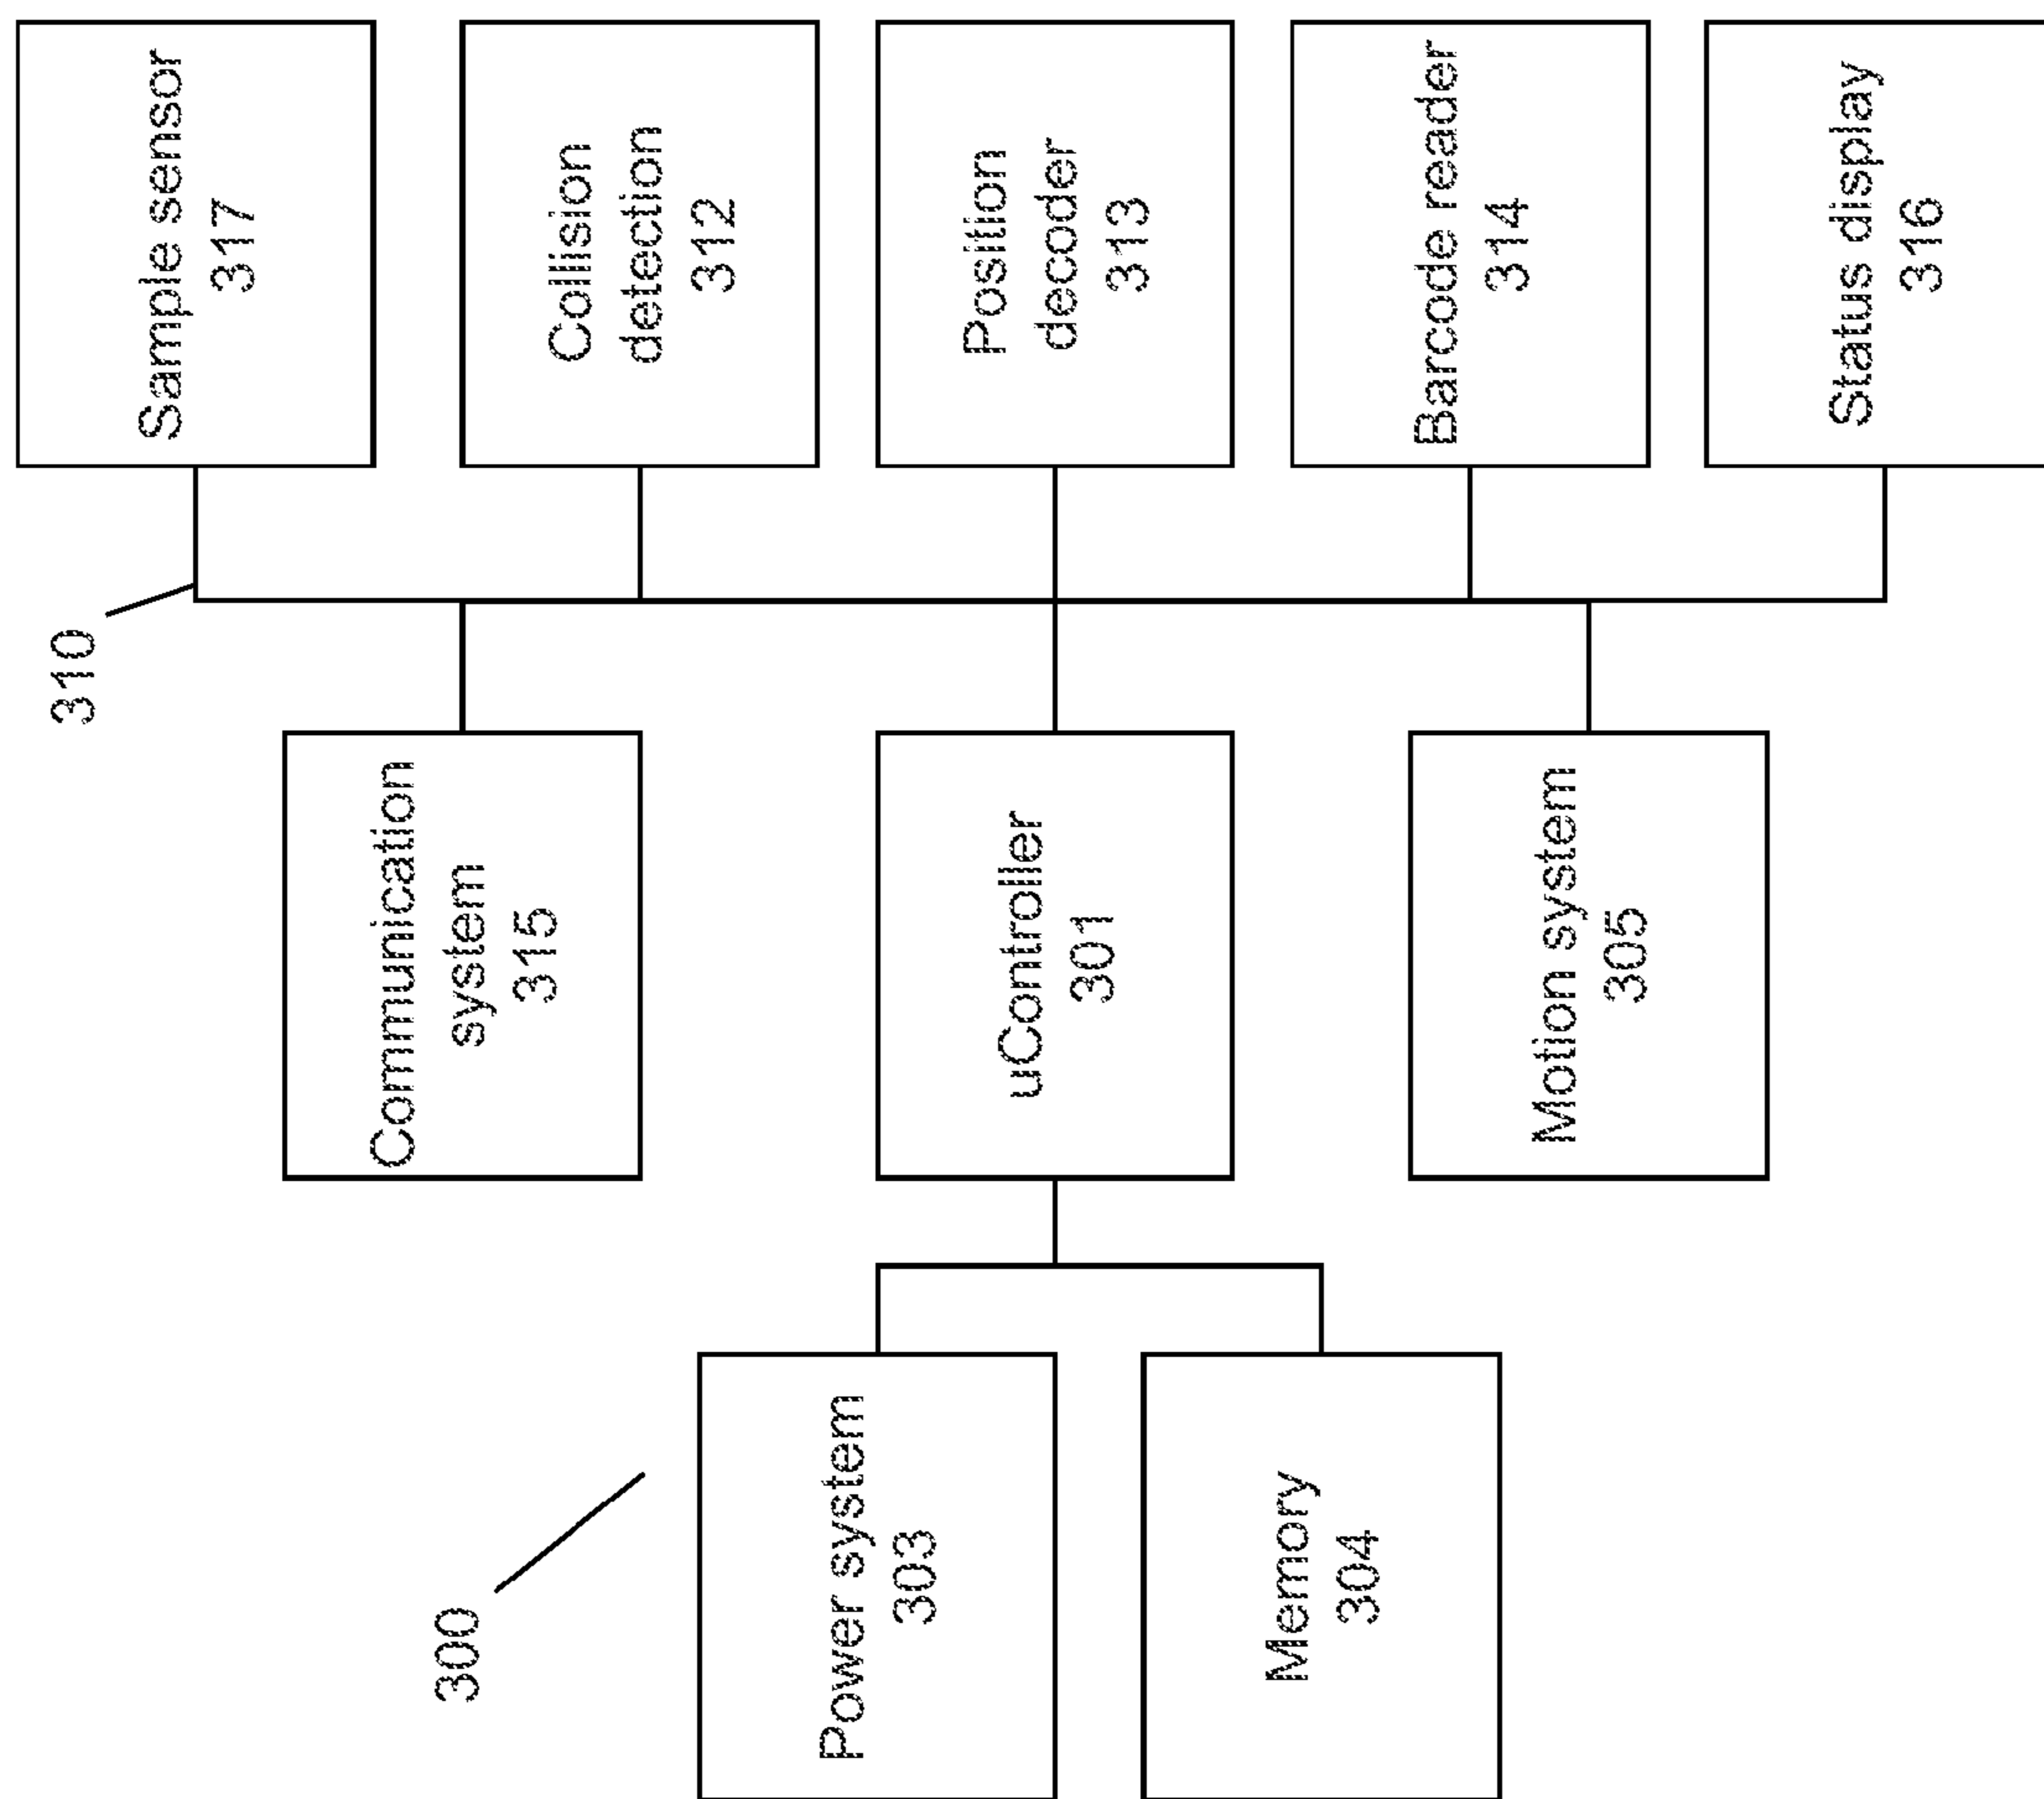 300
310
Power system
303
Memory
304
Communication
system
315
uController
301
Motion system
305
Sample sensor
317
Collision
detection
312
Position
decoder
313
Barcode reader
314
Status display
316